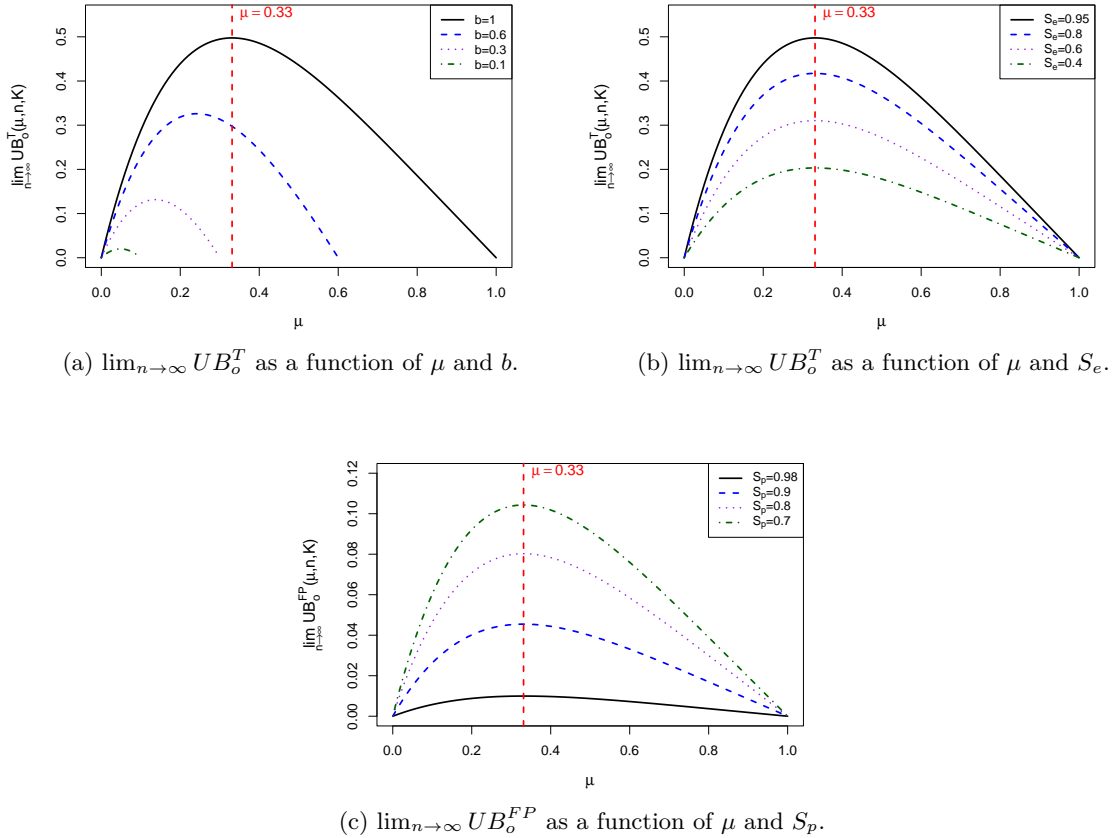 μ = 0.33
b=1
b=0.6
b=0.3
b=0.1
lim n→∞ UB_o^T(μ,n,K)
0.0 0.1 0.2 0.3 0.4 0.5
0.0 0.2 0.4 0.6 0.8 1.0
μ
(a) lim_{n→∞} UB_o^T as a function of μ and b.
μ = 0.33
S_e=0.95
S_e=0.8
S_e=0.6
S_e=0.4
lim n→∞ UB_o^T(μ,n,K)
0.0 0.1 0.2 0.3 0.4 0.5
0.0 0.2 0.4 0.6 0.8 1.0
μ
(b) lim_{n→∞} UB_o^T as a function of μ and S_e.
μ = 0.33
S_p=0.98
S_p=0.9
S_p=0.8
S_p=0.7
lim n→∞ UB_o^{FP}(μ,n,K)
0.00 0.02 0.04 0.06 0.08 0.10 0.12
0.0 0.2 0.4 0.6 0.8 1.0
μ
(c) lim_{n→∞} UB_o^{FP} as a function of μ and S_p.